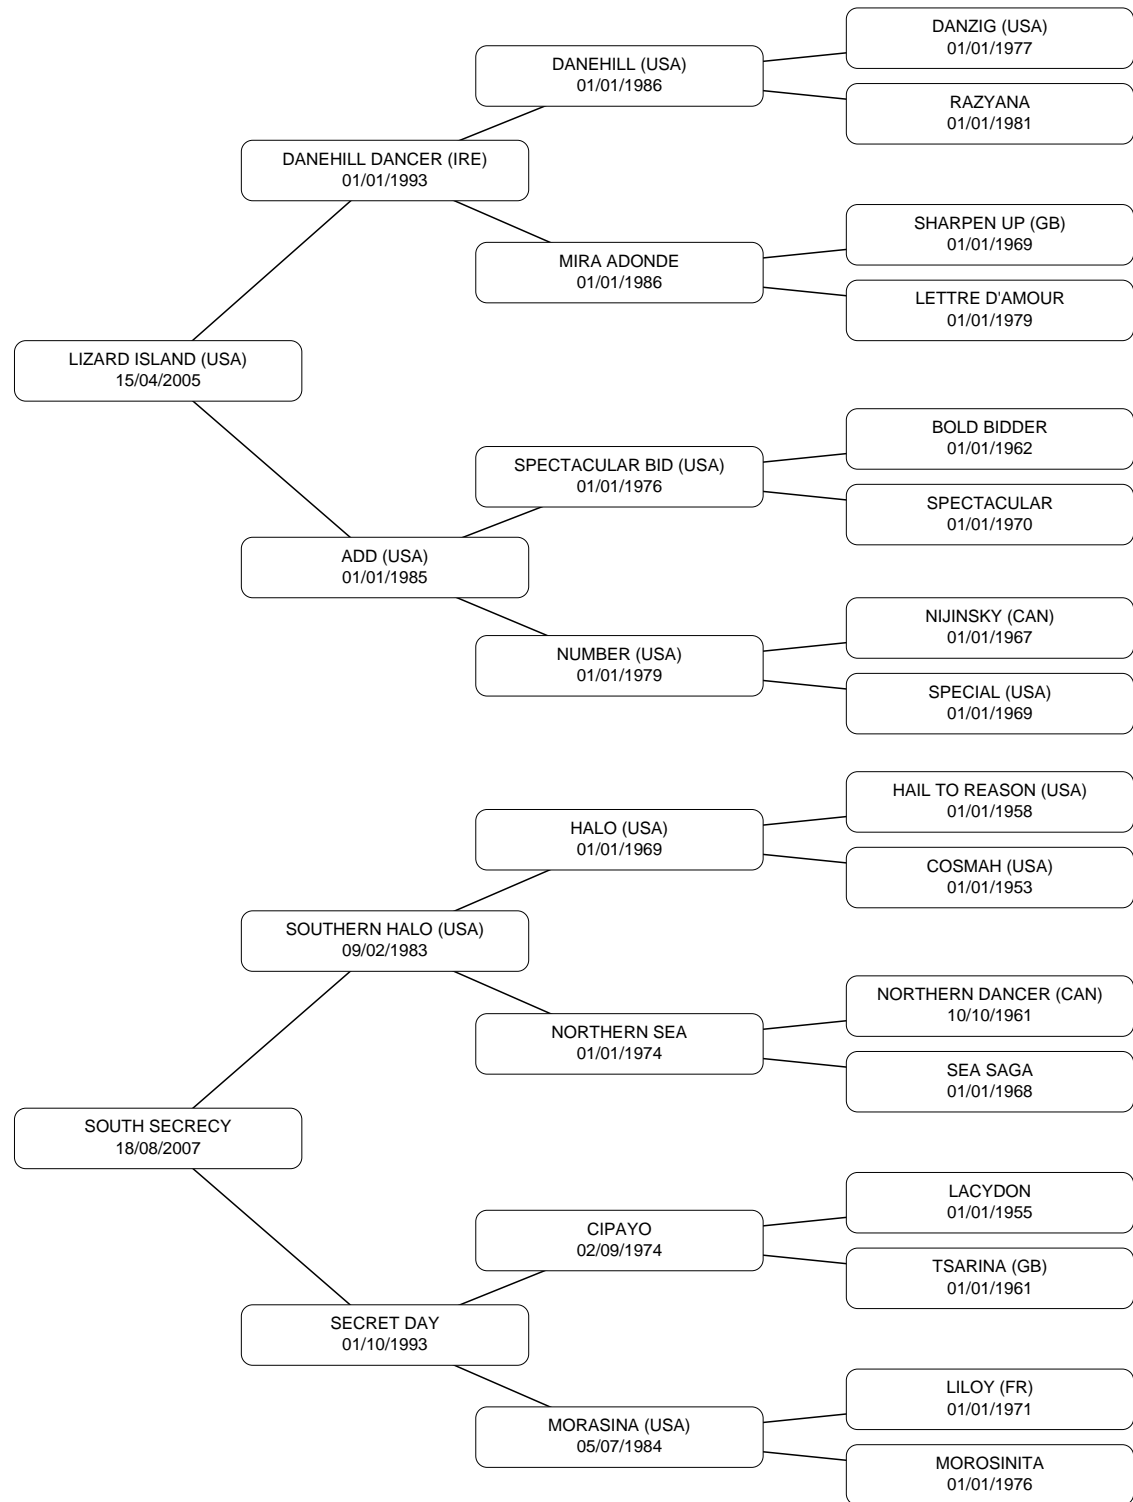 DANZIG (USA)
01/01/1977
DANEHILL (USA)
01/01/1986
RAZYANA
01/01/1981
DANEHILL DANCER (IRE)
01/01/1993
SHARPEN UP (GB)
01/01/1969
MIRA ADONDE
01/01/1986
LETTRE D'AMOUR
01/01/1979
LIZARD ISLAND (USA)
15/04/2005
BOLD BIDDER
01/01/1962
SPECTACULAR BID (USA)
01/01/1976
SPECTACULAR
01/01/1970
ADD (USA)
01/01/1985
NIJINSKY (CAN)
01/01/1967
NUMBER (USA)
01/01/1979
SPECIAL (USA)
01/01/1969
HAIL TO REASON (USA)
01/01/1958
HALO (USA)
01/01/1969
COSMAH (USA)
01/01/1953
SOUTHERN HALO (USA)
09/02/1983
NORTHERN DANCER (CAN)
10/10/1961
NORTHERN SEA
01/01/1974
SEA SAGA
01/01/1968
SOUTH SECRECY
18/08/2007
LACYDON
01/01/1955
CIPAYO
02/09/1974
TSARINA (GB)
01/01/1961
SECRET DAY
01/10/1993
LILOY (FR)
01/01/1971
MORASINA (USA)
05/07/1984
MOROSINITA
01/01/1976